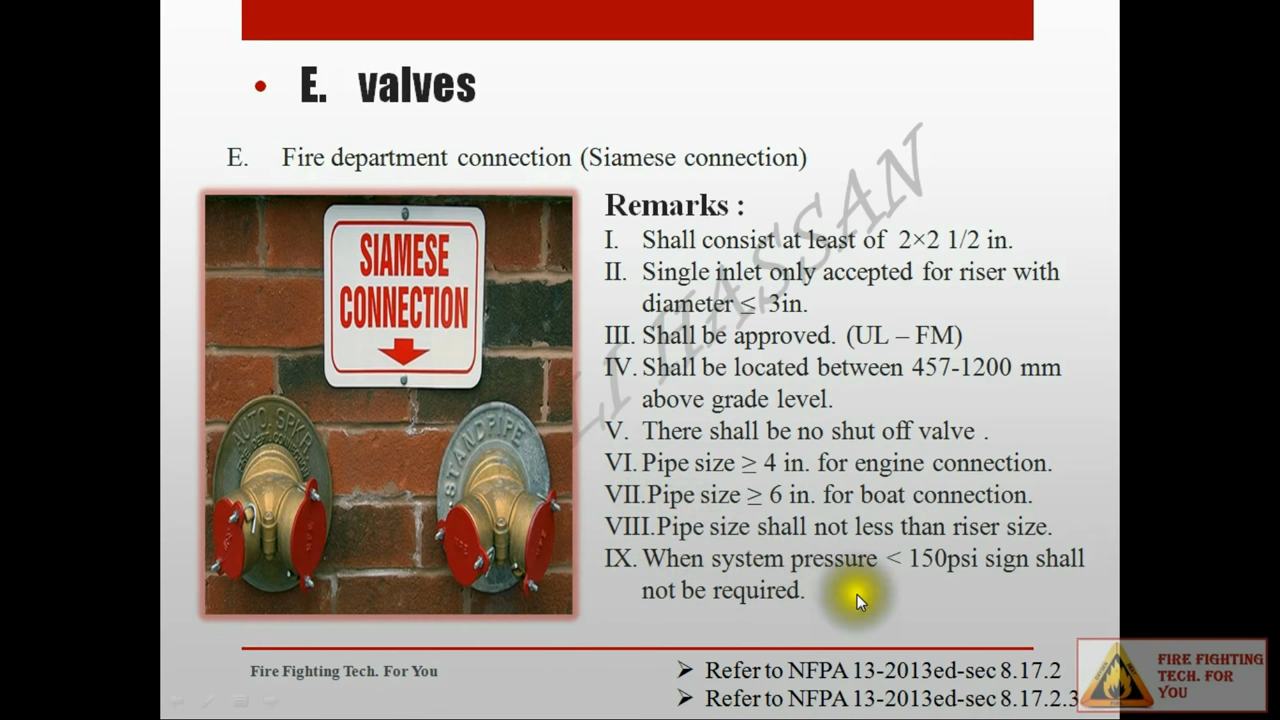 • E. valves
E. Fire department connection (Siamese connection)
SIAMESE
CONNECTION
AUTO. SPKR.
STANDPIPE
Remarks :
I. Shall consist at least of 2×2 1/2 in.
II. Single inlet only accepted for riser with
diameter ≤ 3in.
III. Shall be approved. (UL – FM)
IV. Shall be located between 457-1200 mm
above grade level.
V. There shall be no shut off valve .
VI. Pipe size ≥ 4 in. for engine connection.
VII. Pipe size ≥ 6 in. for boat connection.
VIII. Pipe size shall not less than riser size.
IX. When system pressure < 150psi sign shall
not be required.
HASSAN
Fire Fighting Tech. For You
➢ Refer to NFPA 13-2013ed-sec 8.17.2
➢ Refer to NFPA 13-2013ed-sec 8.17.2.3
FIRE FIGHTING
TECH. FOR
YOU